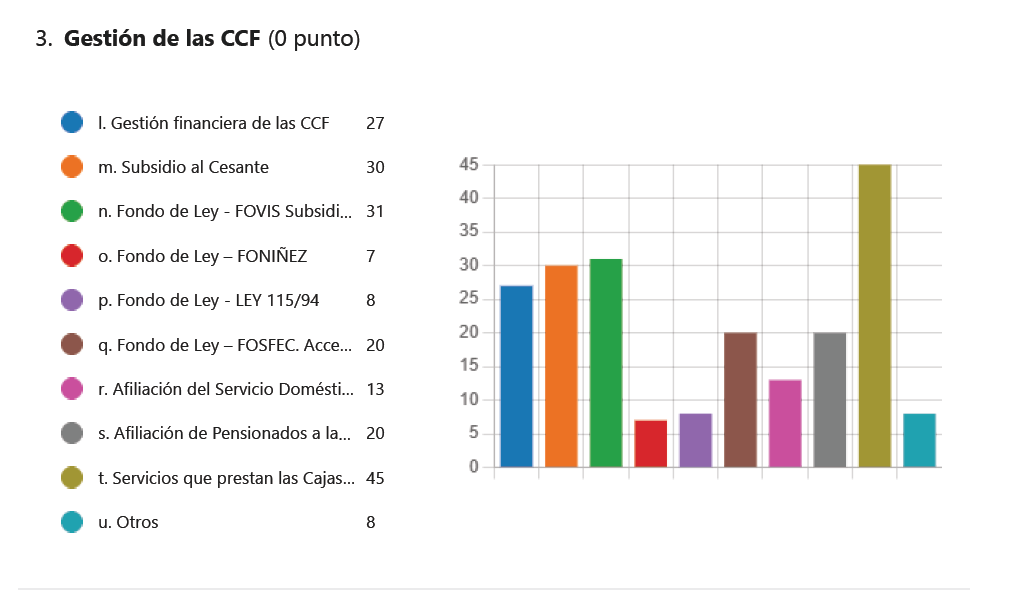 3. Gestión de las CCF (0 punto)
l. Gestión financiera de las CCF 27
m. Subsidio al Cesante 30
n. Fondo de Ley - FOVIS Subsidi... 31
o. Fondo de Ley – FONIÑEZ 7
p. Fondo de Ley - LEY 115/94 8
q. Fondo de Ley – FOSFEC. Acce... 20
r. Afiliación del Servicio Domésti... 13
s. Afiliación de Pensionados a la... 20
t. Servicios que prestan las Cajas... 45
u. Otros 8
45
40
35
30
25
20
15
10
5
0